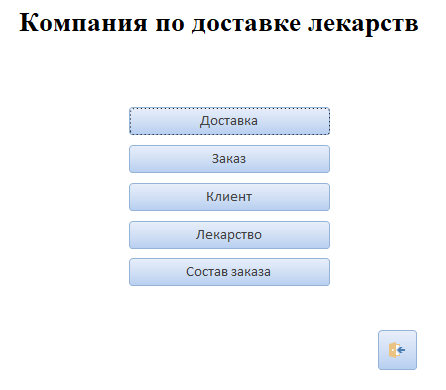 Компания по доставке лекарств
Доставка
Заказ
Клиент
Лекарство
Состав заказа